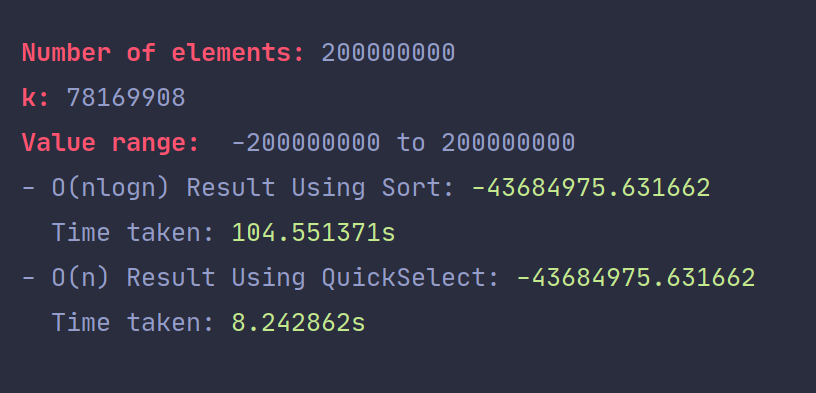 Number of elements: 200000000
k: 78169908
Value range:  -200000000 to 200000000
- O(nlogn) Result Using Sort: -43684975.631662
Time taken: 104.551371s
- O(n) Result Using QuickSelect: -43684975.631662
Time taken: 8.242862s